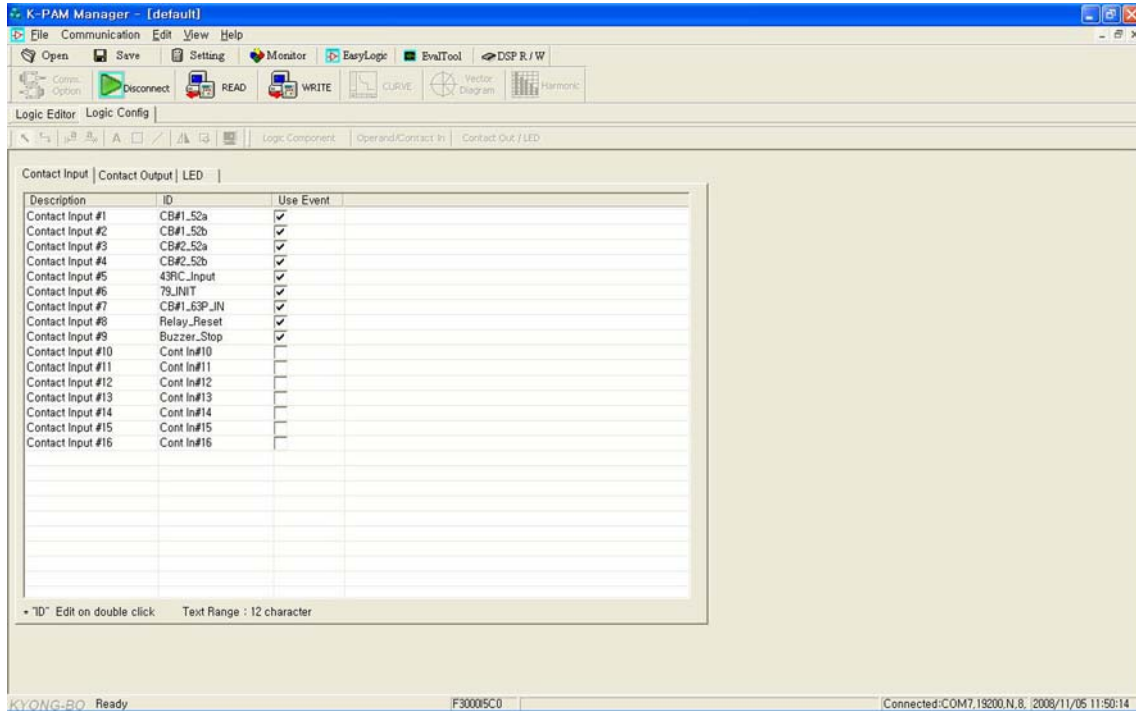 K-PAM Manager - [default]
File Communication Edit View Help
Open Save Setting Monitor EasyLogic EvalTool DSP R/W
Comm. Option Disconnect READ WRITE CURVE Vector Diagram Harmonic
Logic Editor Logic Config
A Logic Component Operand/Contact In Contact Out / LED
Contact Input Contact Output LED
Description ID Use Event
Contact Input #1 CB#1_52a
Contact Input #2 CB#1_52b
Contact Input #3 CB#2_52a
Contact Input #4 CB#2_52b
Contact Input #5 43RC_Input
Contact Input #6 79_INIT
Contact Input #7 CB#1_63P_IN
Contact Input #8 Relay_Reset
Contact Input #9 Buzzer_Stop
Contact Input #10 Cont In#10
Contact Input #11 Cont In#11
Contact Input #12 Cont In#12
Contact Input #13 Cont In#13
Contact Input #14 Cont In#14
Contact Input #15 Cont In#15
Contact Input #16 Cont In#16
* "ID" Edit on double click Text Range : 12 character
KYONG-BO Ready F300I5C0 Connected:COM7,19200,N,8, 2008/11/05 11:50:14